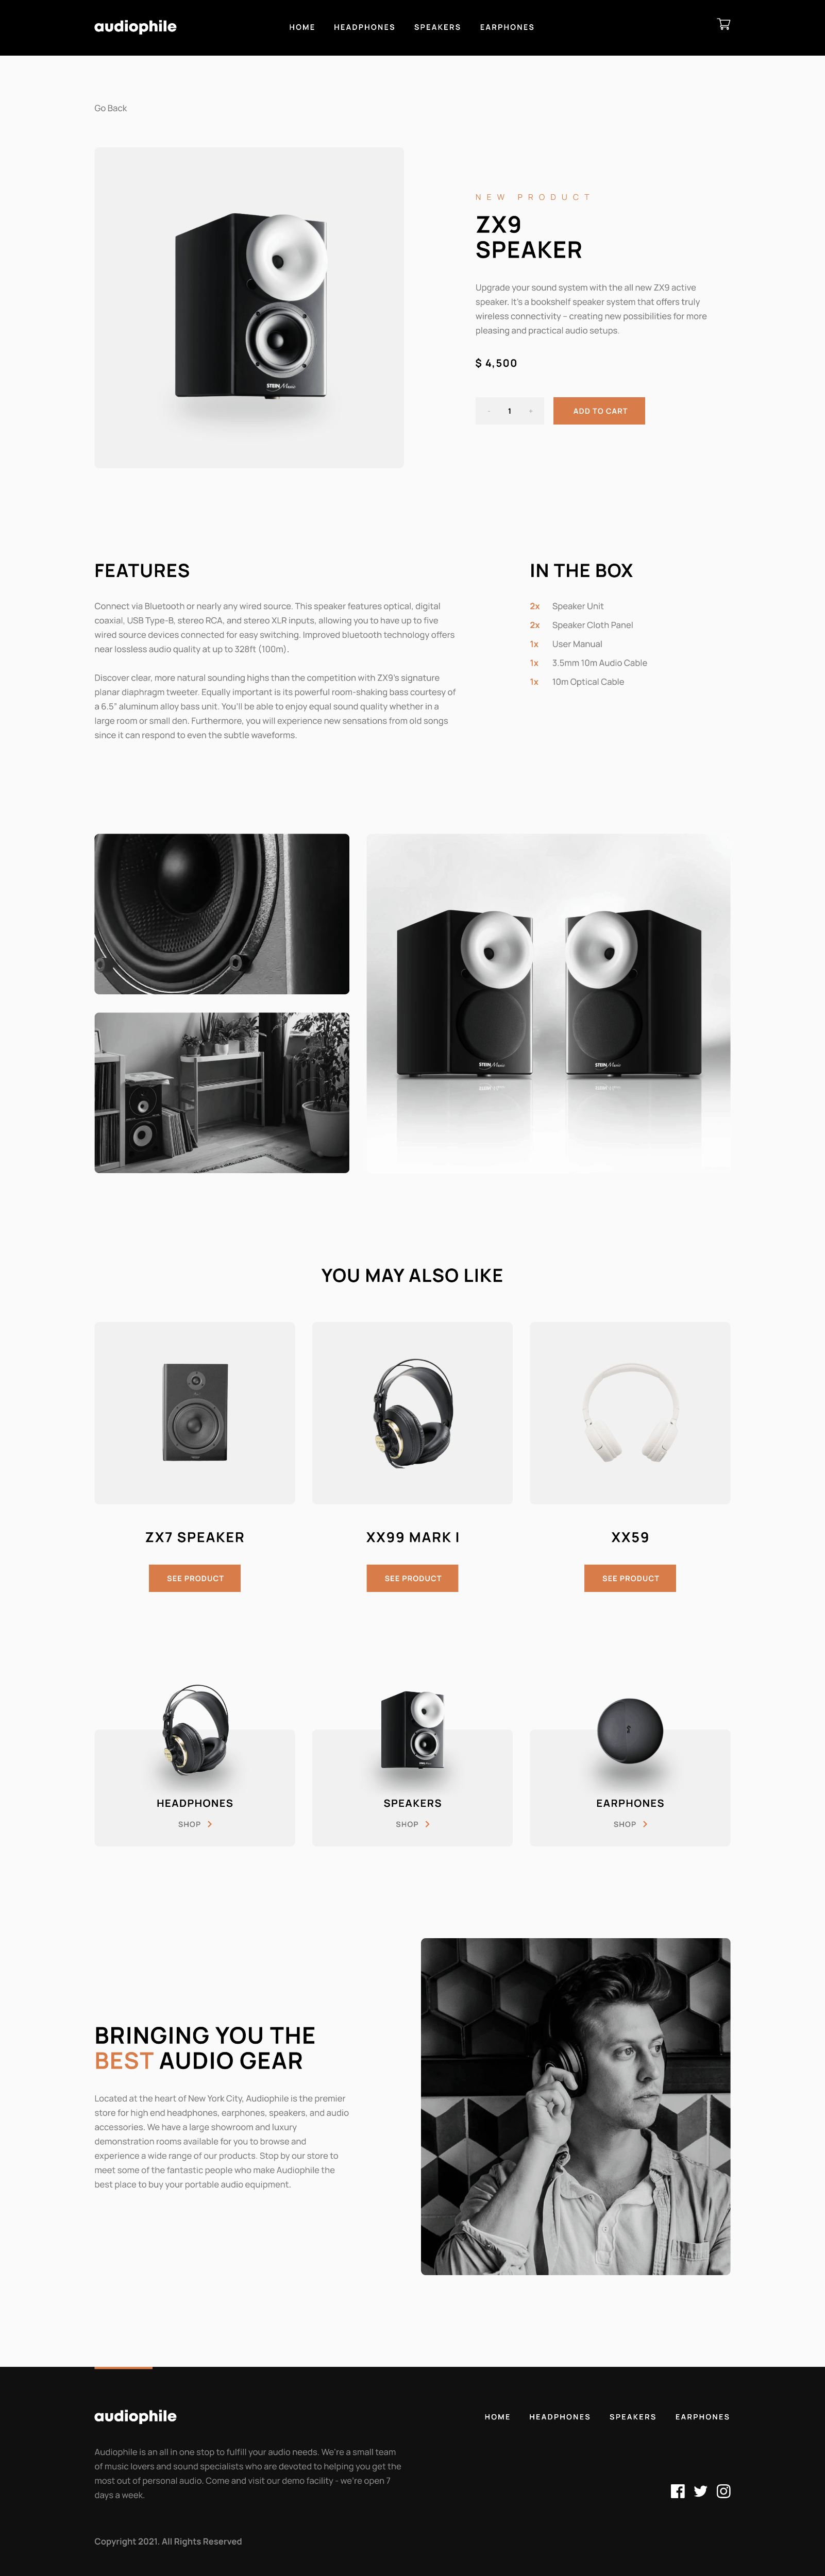 audiophile
HOME HEADPHONES SPEAKERS EARPHONES
Go Back
NEW PRODUCT
ZX9
SPEAKER
Upgrade your sound system with the all new ZX9 active
speaker. It's a bookshelf speaker system that offers truly
wireless connectivity – creating new possibilities for more
pleasing and practical audio setups.
$ 4,500
- 1 +
ADD TO CART
STEIN Music
FEATURES
Connect via Bluetooth or nearly any wired source. This speaker features optical, digital
coaxial, USB Type-B, stereo RCA, and stereo XLR inputs, allowing you to have up to five
wired source devices connected for easy switching. Improved bluetooth technology offers
near lossless audio quality at up to 328ft (100m).
Discover clear, more natural sounding highs than the competition with ZX9's signature
planar diaphragm tweeter. Equally important is its powerful room-shaking bass courtesy of
a 6.5" aluminum alloy bass unit. You'll be able to enjoy equal sound quality whether in a
large room or small den. Furthermore, you will experience new sensations from old songs
since it can respond to even the subtle waveforms.
IN THE BOX
2x Speaker Unit
2x Speaker Cloth Panel
1x User Manual
1x 3.5mm 10m Audio Cable
1x 10m Optical Cable
STEIN Music
STEIN Music
YOU MAY ALSO LIKE
ZX7 SPEAKER
SEE PRODUCT
XX99 MARK I
SEE PRODUCT
XX59
SEE PRODUCT
HEADPHONES
SHOP
SPEAKERS
SHOP
EARPHONES
SHOP
BRINGING YOU THE
BEST AUDIO GEAR
Located at the heart of New York City, Audiophile is the premier
store for high end headphones, earphones, speakers, and audio
accessories. We have a large showroom and luxury
demonstration rooms available for you to browse and
experience a wide range of our products. Stop by our store to
meet some of the fantastic people who make Audiophile the
best place to buy your portable audio equipment.
audiophile
HOME HEADPHONES SPEAKERS EARPHONES
Audiophile is an all in one stop to fulfill your audio needs. We're a small team
of music lovers and sound specialists who are devoted to helping you get the
most out of personal audio. Come and visit our demo facility - we're open 7
days a week.
Copyright 2021. All Rights Reserved